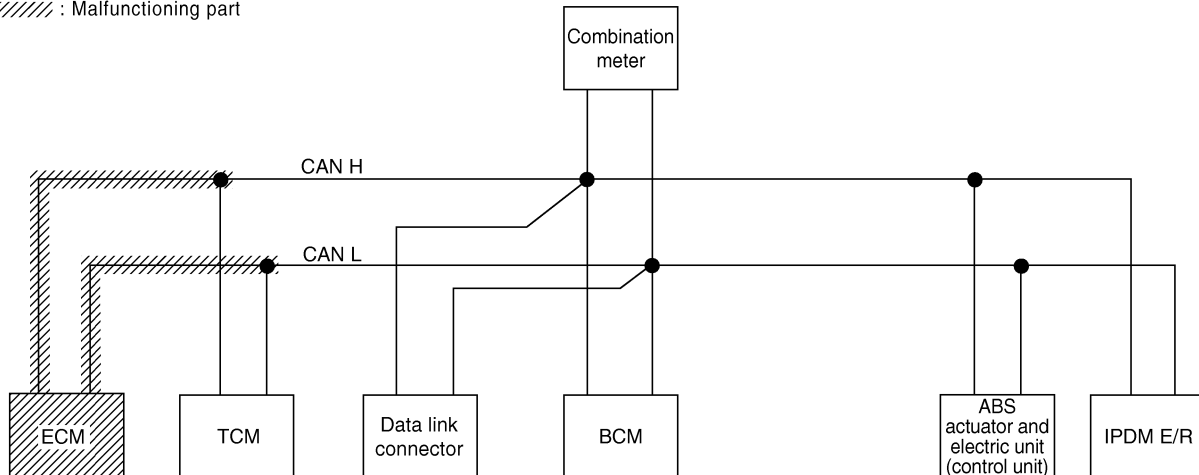 : Malfunctioning part
Combination
meter
CAN H
CAN L
ECM
TCM
Data link
connector
BCM
ABS
actuator and
electric unit
(control unit)
IPDM E/R